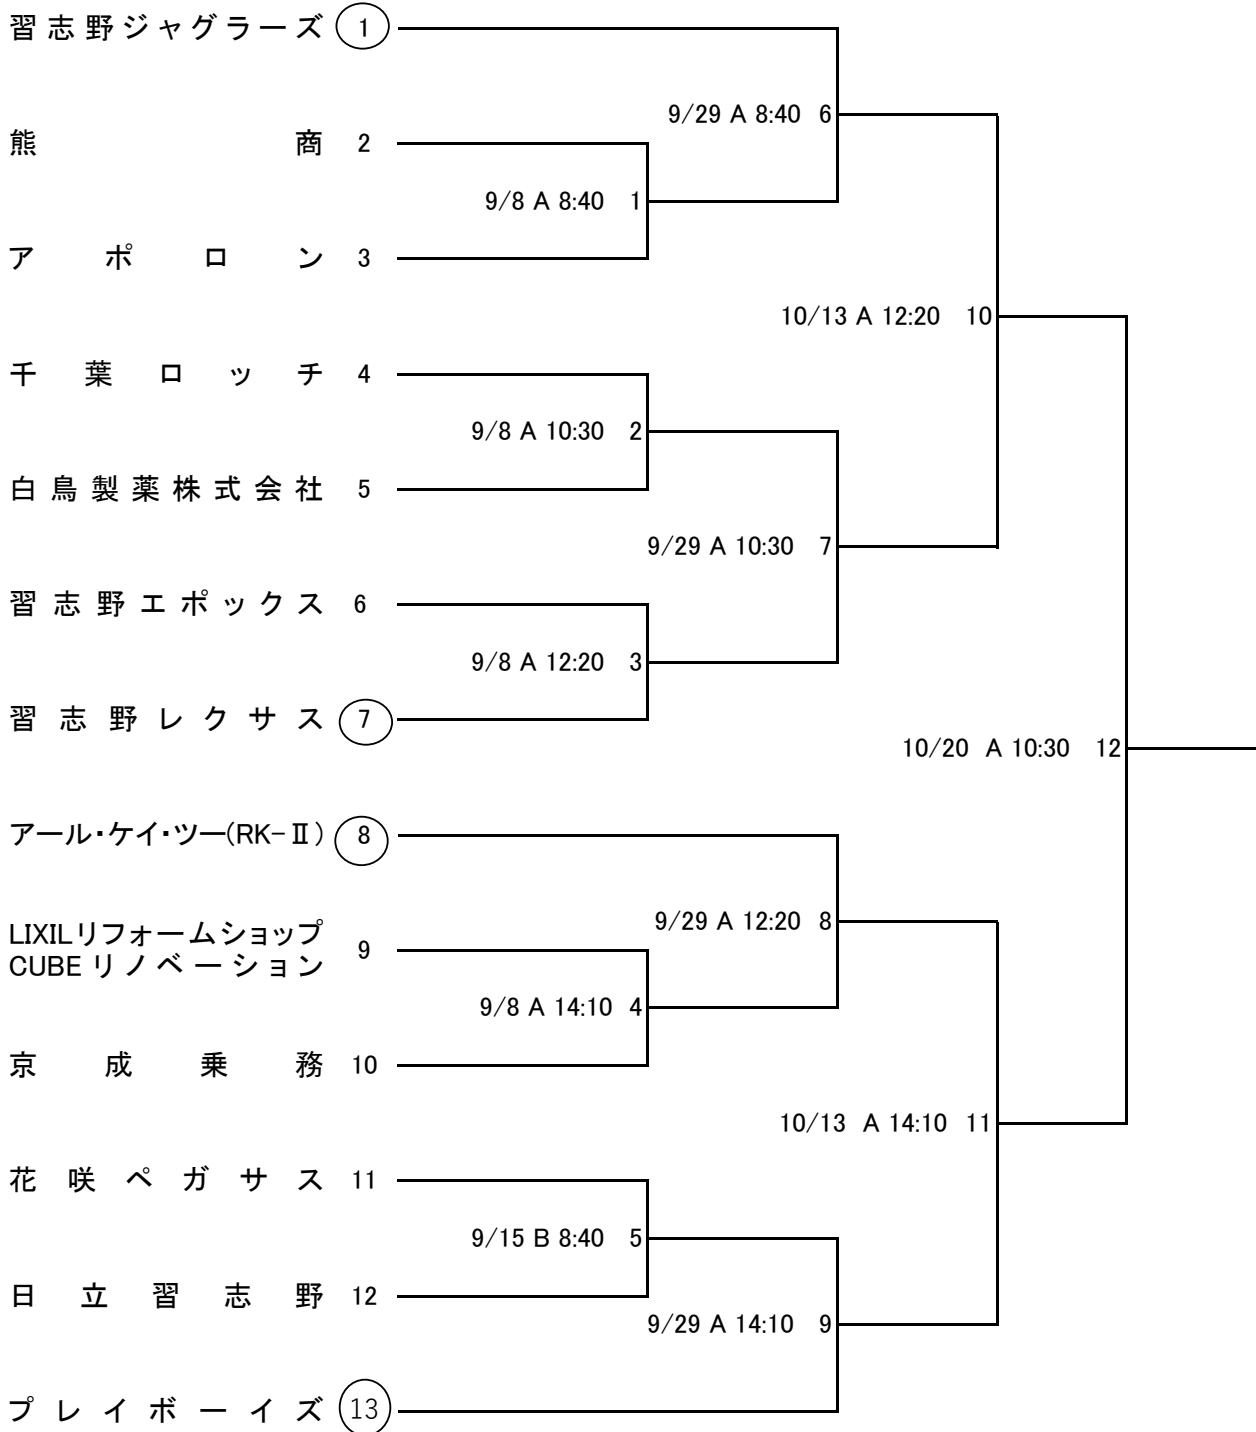 習志野ジャグラーズ 1
9/29 A 8:40 6
熊商 2
9/8 A 8:40 1
アポロン 3
10/13 A 12:20 10
千葉ロッチ 4
9/8 A 10:30 2
白鳥製薬株式会社 5
9/29 A 10:30 7
習志野エポックス 6
9/8 A 12:20 3
習志野レクサス 7
10/20 A 10:30 12
アール・ケイ・ツー(RK-Ⅱ) 8
9/29 A 12:20 8
LIXILリフォームショップ
CUBE リノベーション 9
9/8 A 14:10 4
京成乗務 10
10/13 A 14:10 11
花咲ペガサス 11
9/15 B 8:40 5
日立習志野 12
9/29 A 14:10 9
プレイボーイズ 13